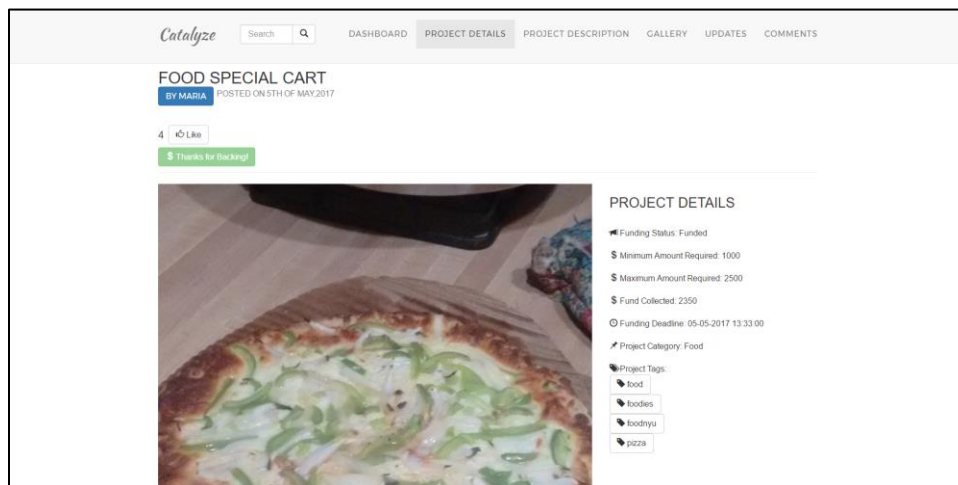 Catalyze
Search
DASHBOARD PROJECT DETAILS PROJECT DESCRIPTION GALLERY UPDATES COMMENTS
FOOD SPECIAL CART
BY MARIA POSTED ON 5TH OF MAY,2017
4 Like
$ Thanks for Backing!
PROJECT DETAILS
Funding Status: Funded
$ Minimum Amount Required: 1000
$ Maximum Amount Required: 2500
$ Fund Collected: 2350
Funding Deadline: 05-05-2017 13:33:00
Project Category: Food
Project Tags:
food
foodies
foodnyu
pizza